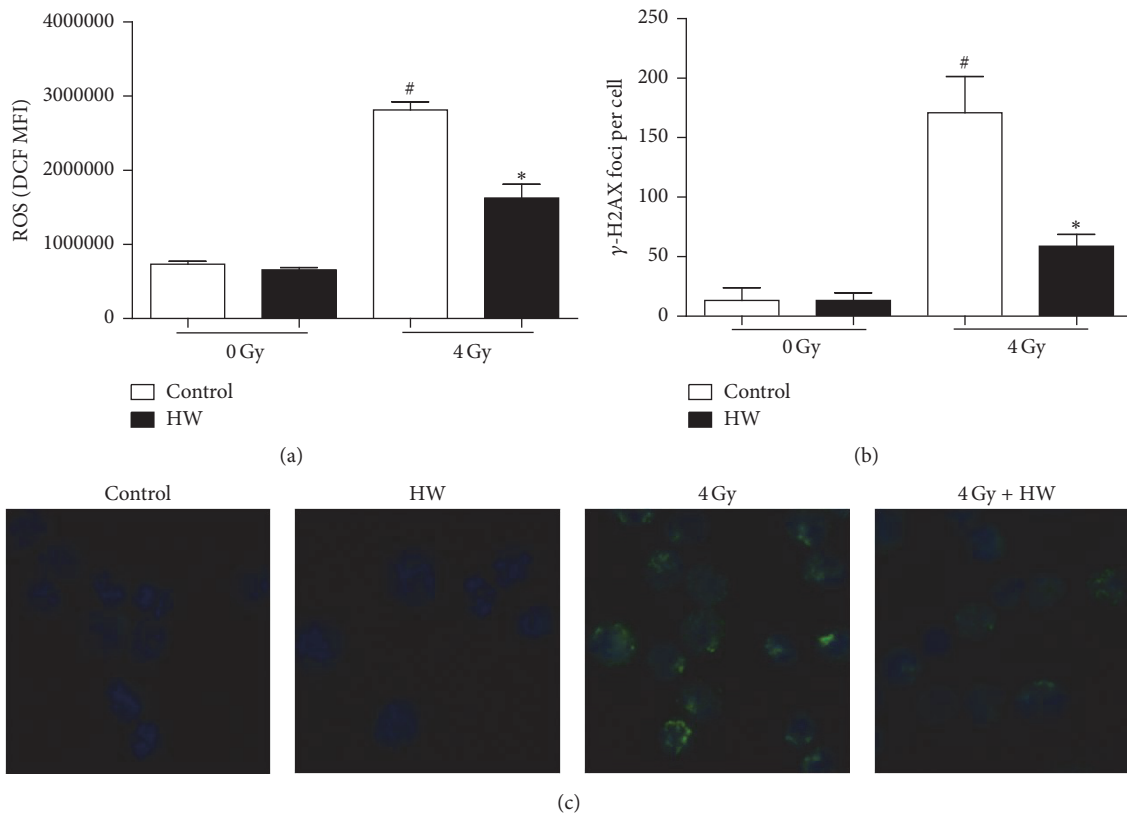 4000000
3000000
2000000
1000000
0
ROS (DCF MFI)
#
*
0 Gy
4 Gy
Control
HW
(a)
250
200
150
100
50
0
γ-H2AX foci per cell
#
*
0 Gy
4 Gy
Control
HW
(b)
Control
HW
4 Gy
4 Gy + HW
(c)